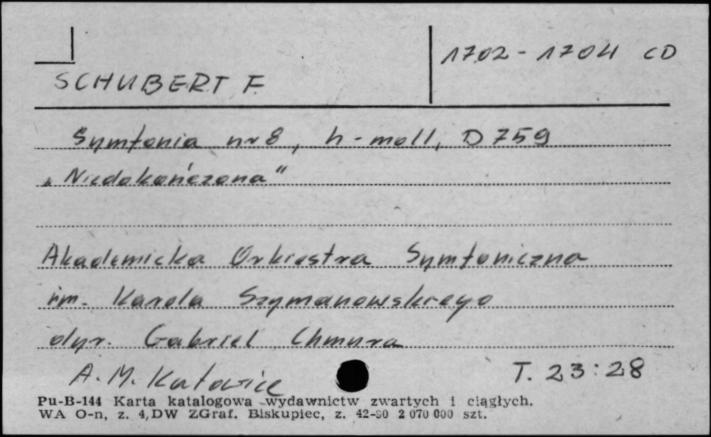 1702-1704 CD
SCHUBERT F
Symfonia nr 8, h-moll, D 759
„Niedokończona"
Akademicka Orkiestra Symfoniczna
im. Karola Szymanowskiego
dyr. Gabriel Chmura
A.M. Katowice T. 23:28
Pu-B-144 Karta katalogowa wydawnictw zwartych i ciągłych.
WA O-n, z. 4,DW ZGraf. Biskupiec, z. 42-80 2 070 000 szt.